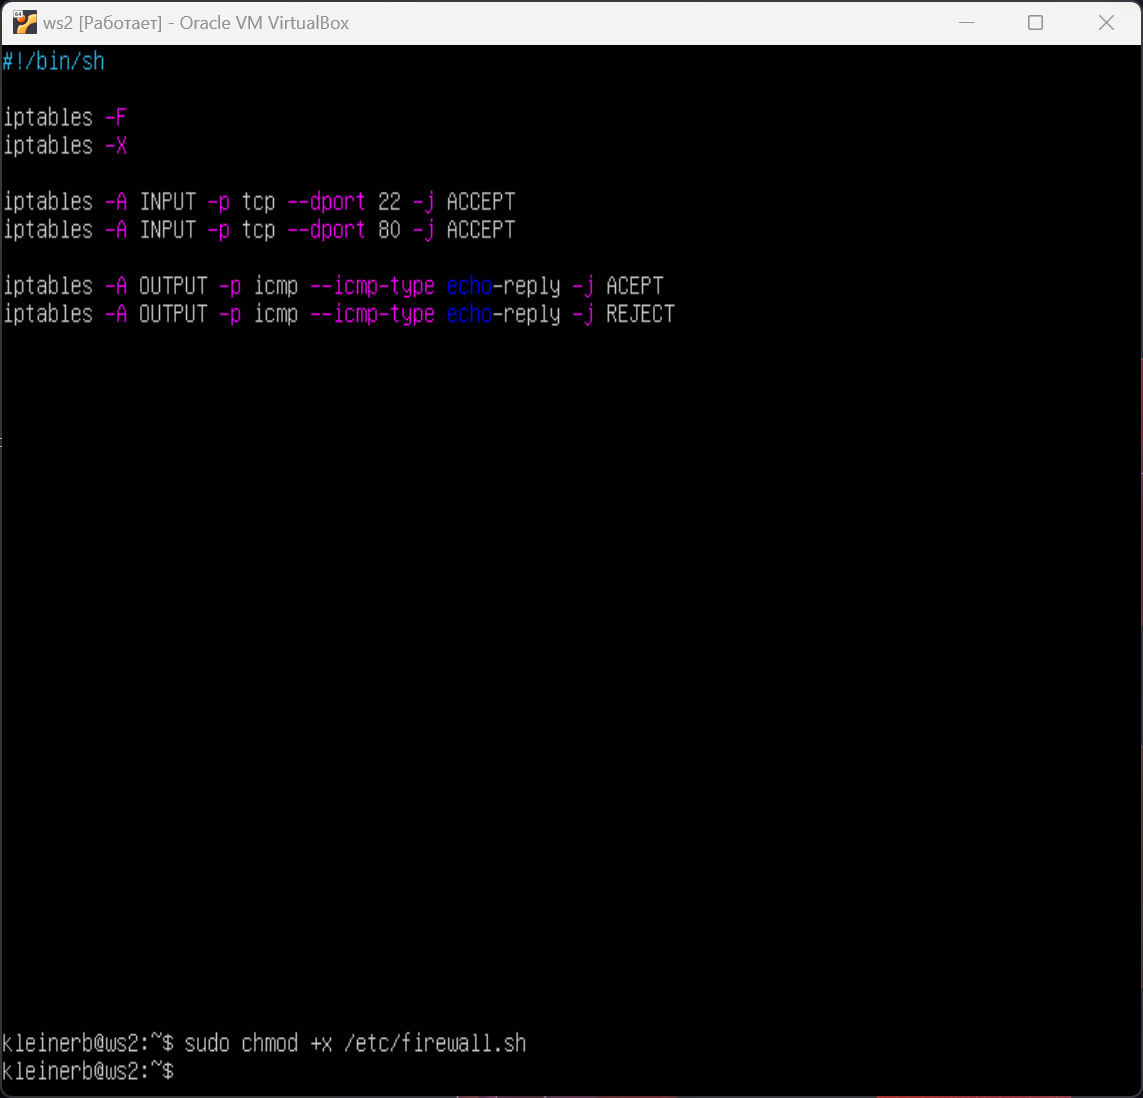 ws2 [Работает] - Oracle VM VirtualBox
#!/bin/sh
iptables -F
iptables -X
iptables -A INPUT -p tcp --dport 22 -j ACCEPT
iptables -A INPUT -p tcp --dport 80 -j ACCEPT
iptables -A OUTPUT -p icmp --icmp-type echo-reply -j ACEPT
iptables -A OUTPUT -p icmp --icmp-type echo-reply -j REJECT
kleinerb@ws2:~$ sudo chmod +x /etc/firewall.sh
kleinerb@ws2:~$